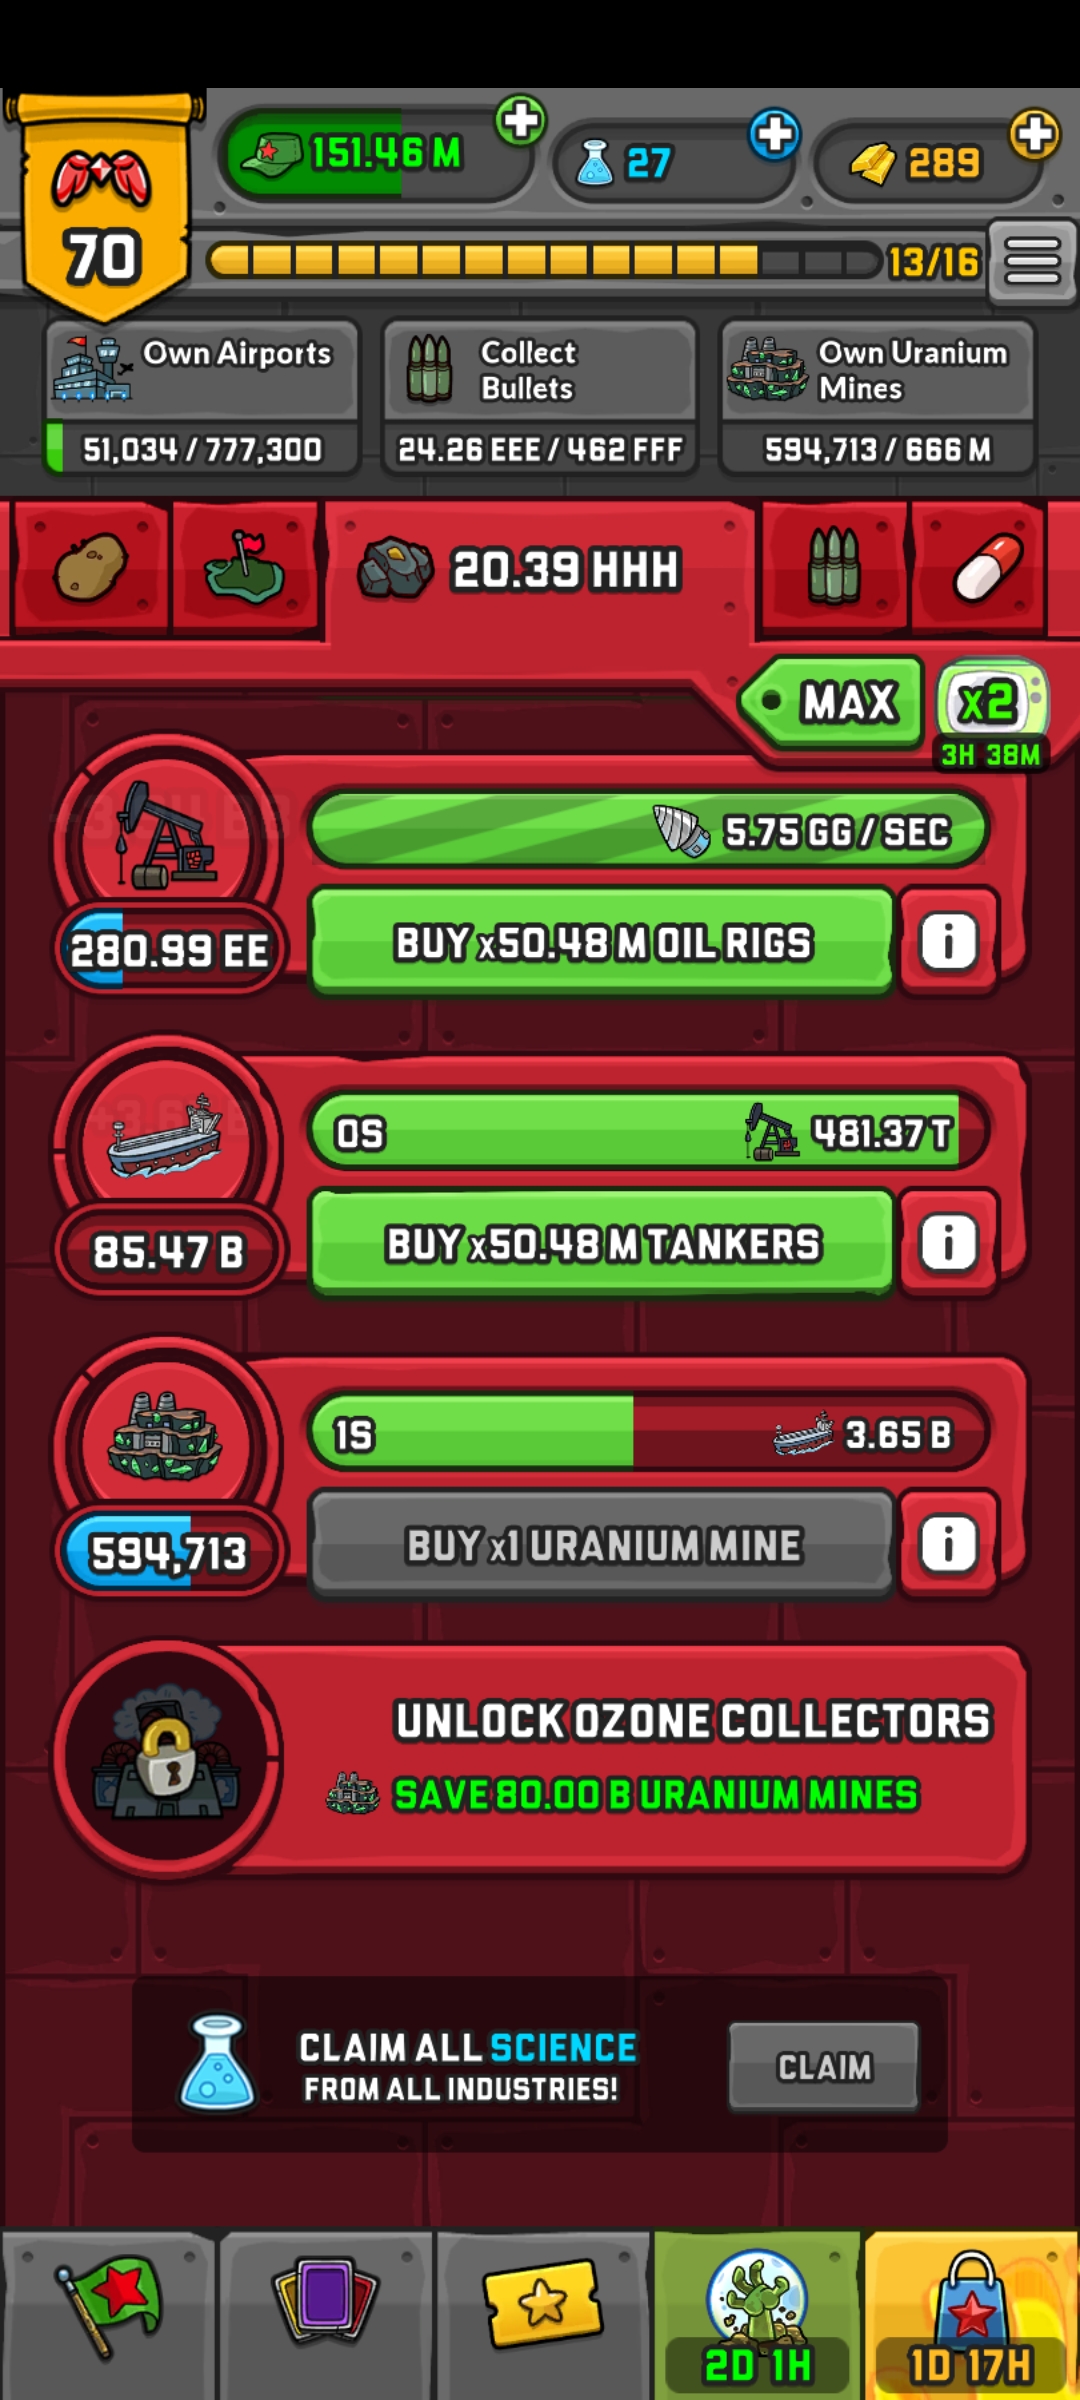 151.46 M
27
289
70
13/16
Own Airports
51,034 / 777,300
Collect
Bullets
24.26 EEE / 462 FFF
Own Uranium
Mines
594,713 / 666 M
20.39 HHH
MAX
x2
3H 38M
5.75 GG / SEC
280.99 EE
BUY x50.48 M OIL RIGS
i
0S
481.37 T
85.47 B
BUY x50.48 M TANKERS
i
1S
3.65 B
594,713
BUY x1 URANIUM MINE
i
UNLOCK OZONE COLLECTORS
SAVE 80.00 B URANIUM MINES
CLAIM ALL SCIENCE
FROM ALL INDUSTRIES!
CLAIM
2D 1H
1D 17H